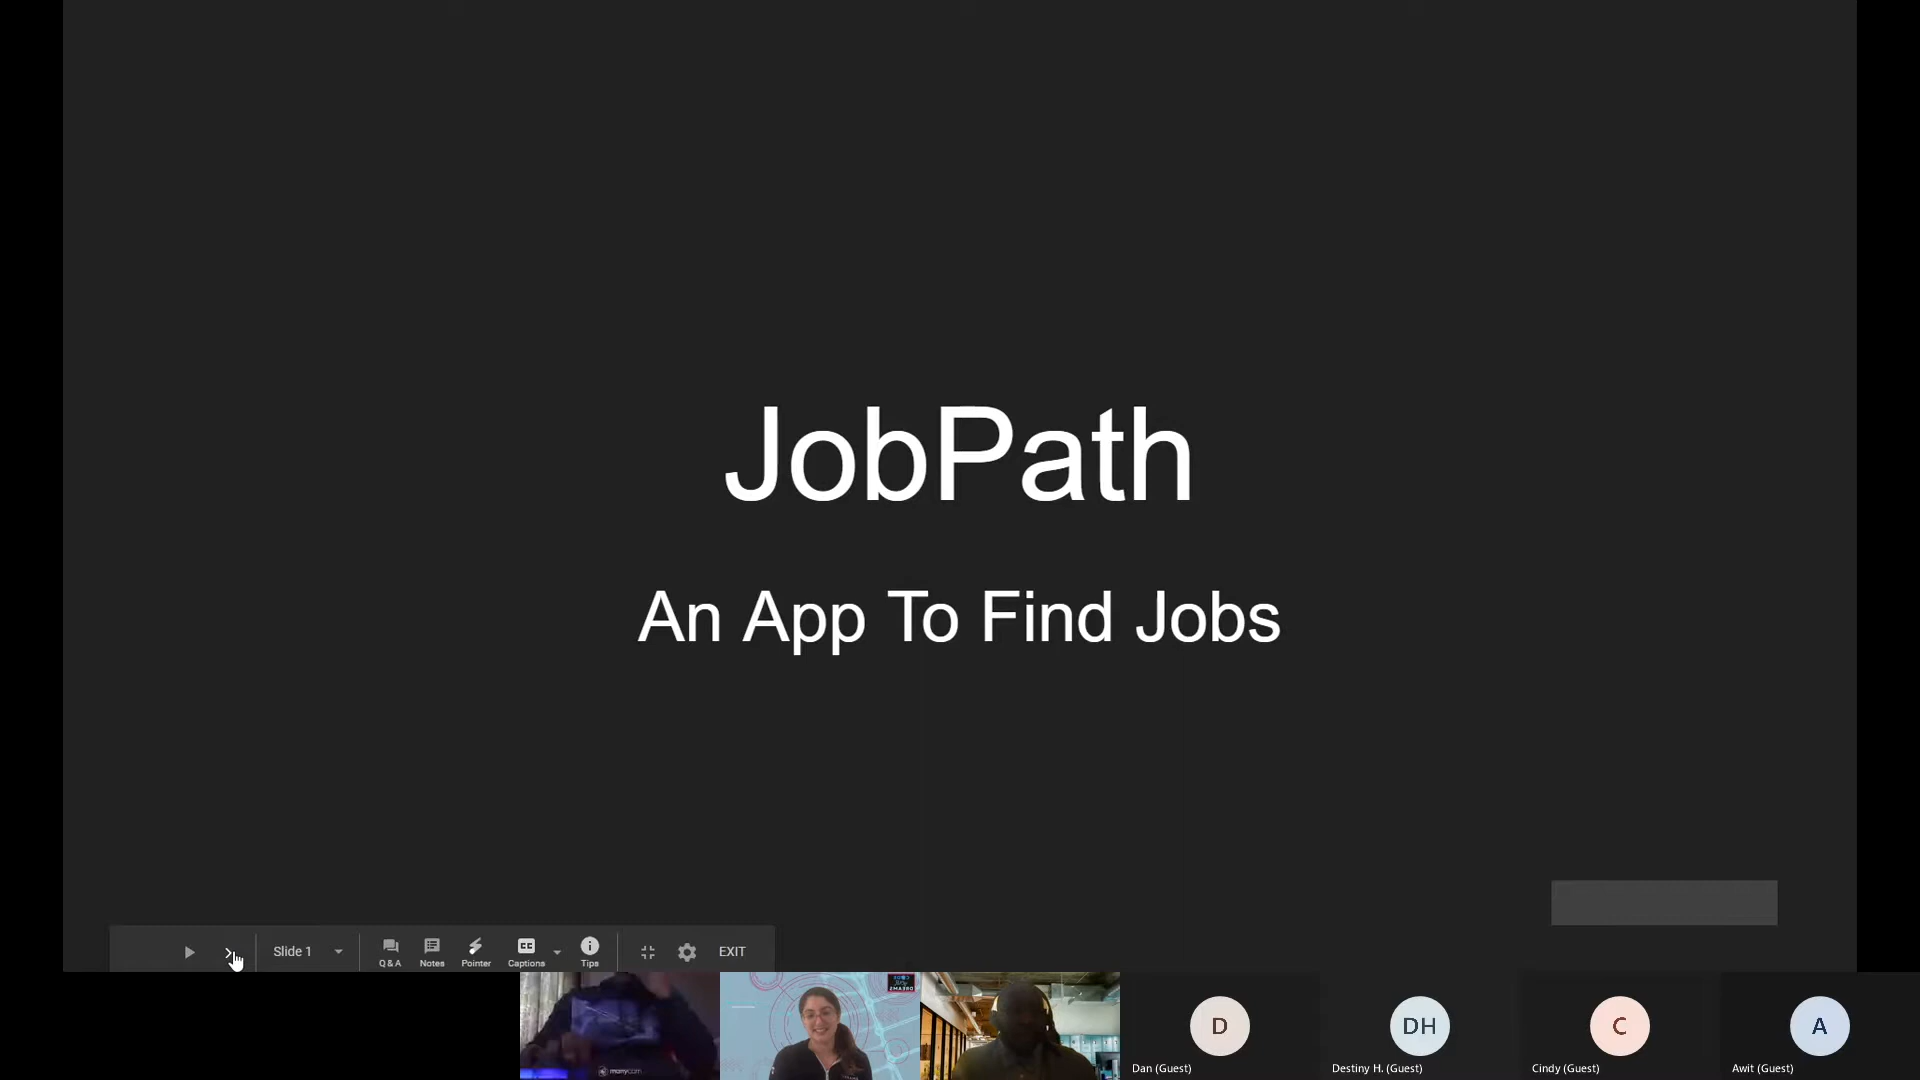 JobPath
An App To Find Jobs
Slide 1
Q & A
Notes
Pointer
Captions
Tips
EXIT
manycam
D
DH
C
A
Dan (Guest)
Destiny H. (Guest)
Cindy (Guest)
Awit (Guest)